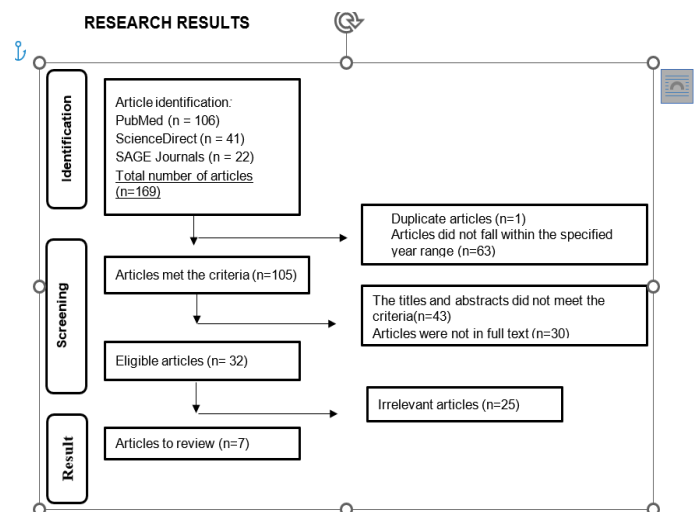 RESEARCH RESULTS
Identification
Article identification:
PubMed (n = 106)
ScienceDirect (n = 41)
SAGE Journals (n = 22)
Total number of articles
(n=169)
Duplicate articles (n=1)
Articles did not fall within the specified
year range (n=63)
Screening
Articles met the criteria (n=105)
The titles and abstracts did not meet the
criteria(n=43)
Articles were not in full text (n=30)
Eligible articles (n= 32)
Irrelevant articles (n=25)
Result
Articles to review (n=7)